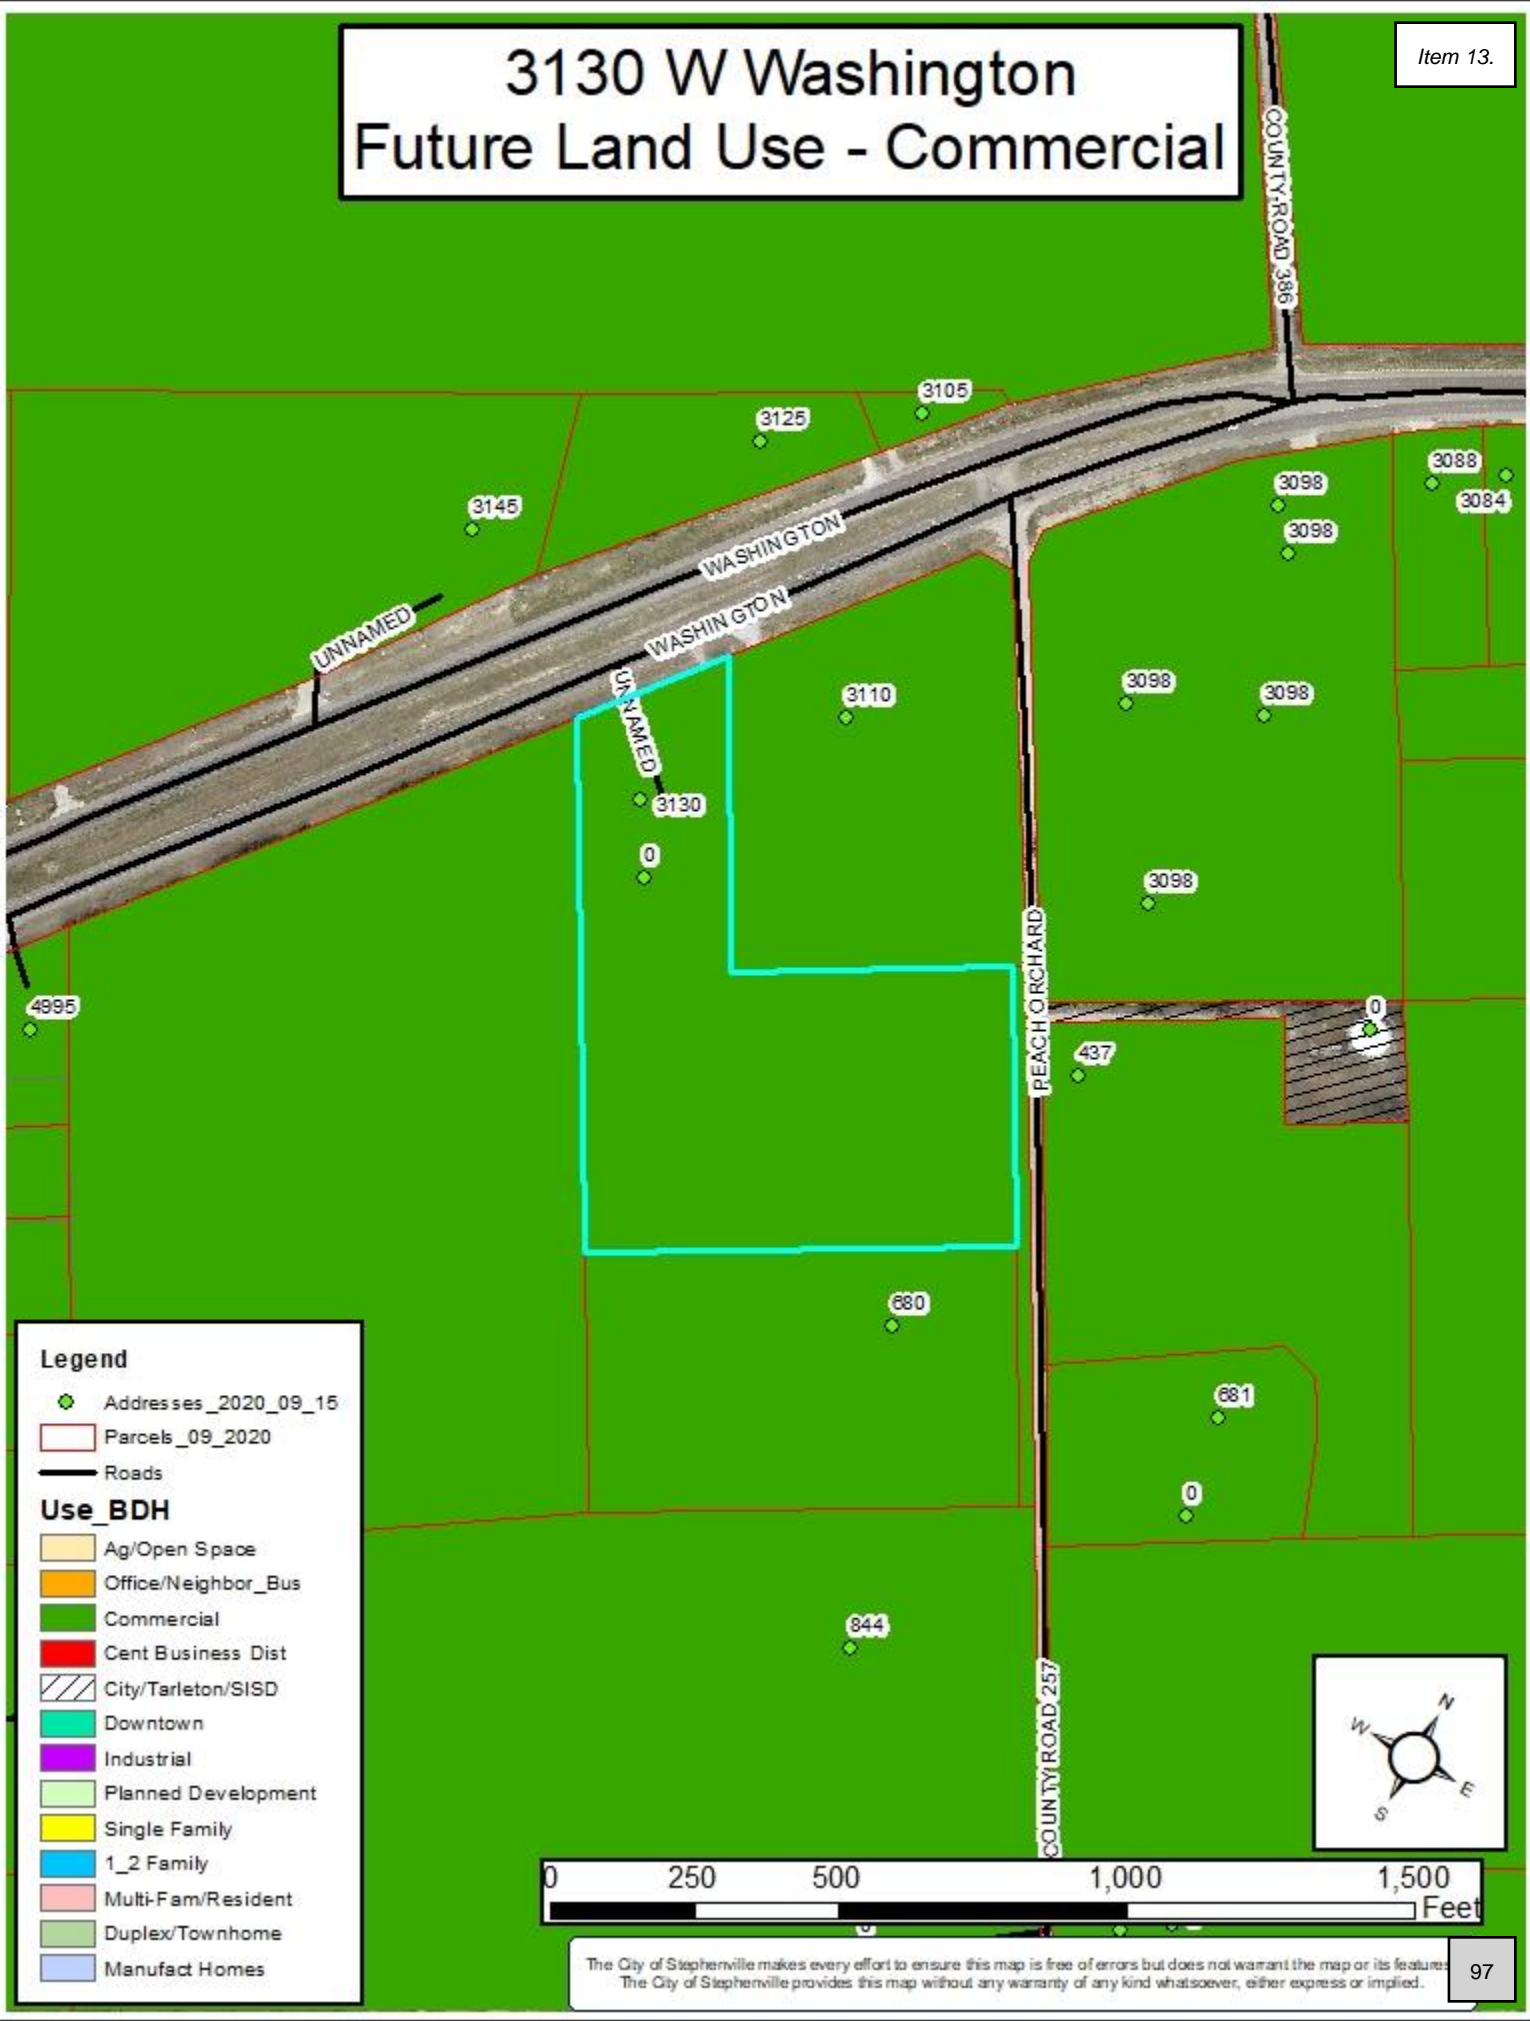 3130 W Washington
Future Land Use - Commercial
Item 13.
COUNTY ROAD 386
3105
3125
3145
3088
3084
3098
3098
WASHINGTON
WASHINGTON
UNNAMED
UNNAMED
3110
3098
3098
3130
0
3098
PEACH ORCHARD
4995
0
437
680
681
0
844
COUNTY ROAD 257
Legend
Addresses_2020_09_15
Parcels_09_2020
Roads
Use_BDH
Ag/Open Space
Office/Neighbor_Bus
Commercial
Cent Business Dist
City/Tarleton/SISD
Downtown
Industrial
Planned Development
Single Family
1_2 Family
Multi-Fam/Resident
Duplex/Townhome
Manufact Homes
N
W
E
S
0 250 500 1,000 1,500
Feet
The City of Stephenville makes every effort to ensure this map is free of errors but does not warrant the map or its features
The City of Stephenville provides this map without any warranty of any kind whatsoever, either express or implied.
97